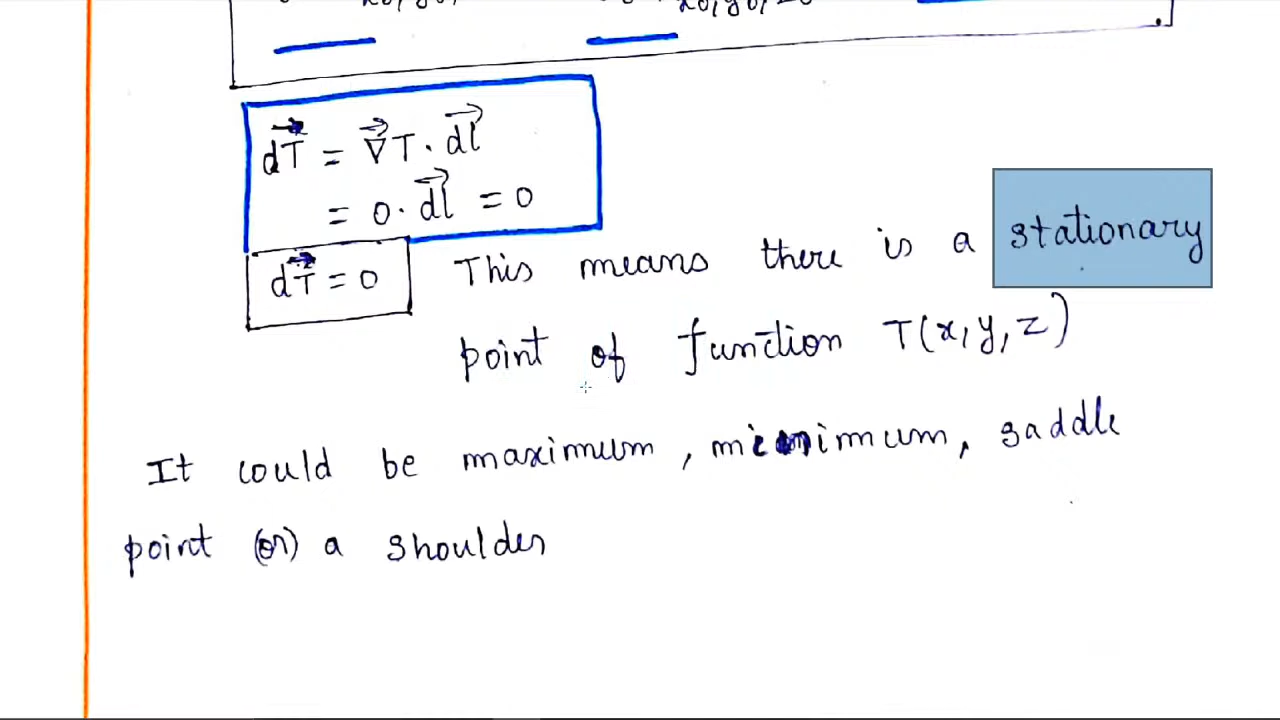 dT⃗ = ∇⃗T · dl⃗
= 0 · dl⃗ = 0
dT⃗ = 0 This means there is a stationary
point of function T(x, y, z)
It could be maximum, minimum, saddle
point (or) a shoulder